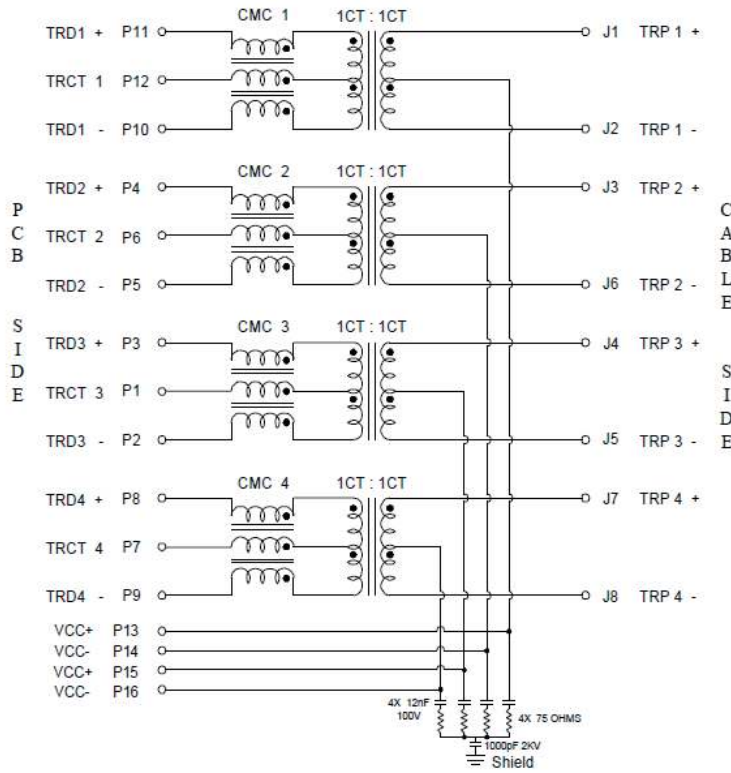 CMC 1 1CT : 1CT
TRD1 + P11 J1 TRP 1 +
TRCT 1 P12
TRD1 - P10 J2 TRP 1 -
CMC 2 1CT : 1CT
TRD2 + P4 J3 TRP 2 +
TRCT 2 P6
TRD2 - P5 J6 TRP 2 -
CMC 3 1CT : 1CT
TRD3 + P3 J4 TRP 3 +
TRCT 3 P1
TRD3 - P2 J5 TRP 3 -
CMC 4 1CT : 1CT
TRD4 + P8 J7 TRP 4 +
TRCT 4 P7
TRD4 - P9 J8 TRP 4 -
VCC+ P13
VCC- P14
VCC+ P15
VCC- P16
4X 12nF
100V
4X 75 OHMS
1000pF 2KV
Shield
PCB SIDE
CABLE SIDE